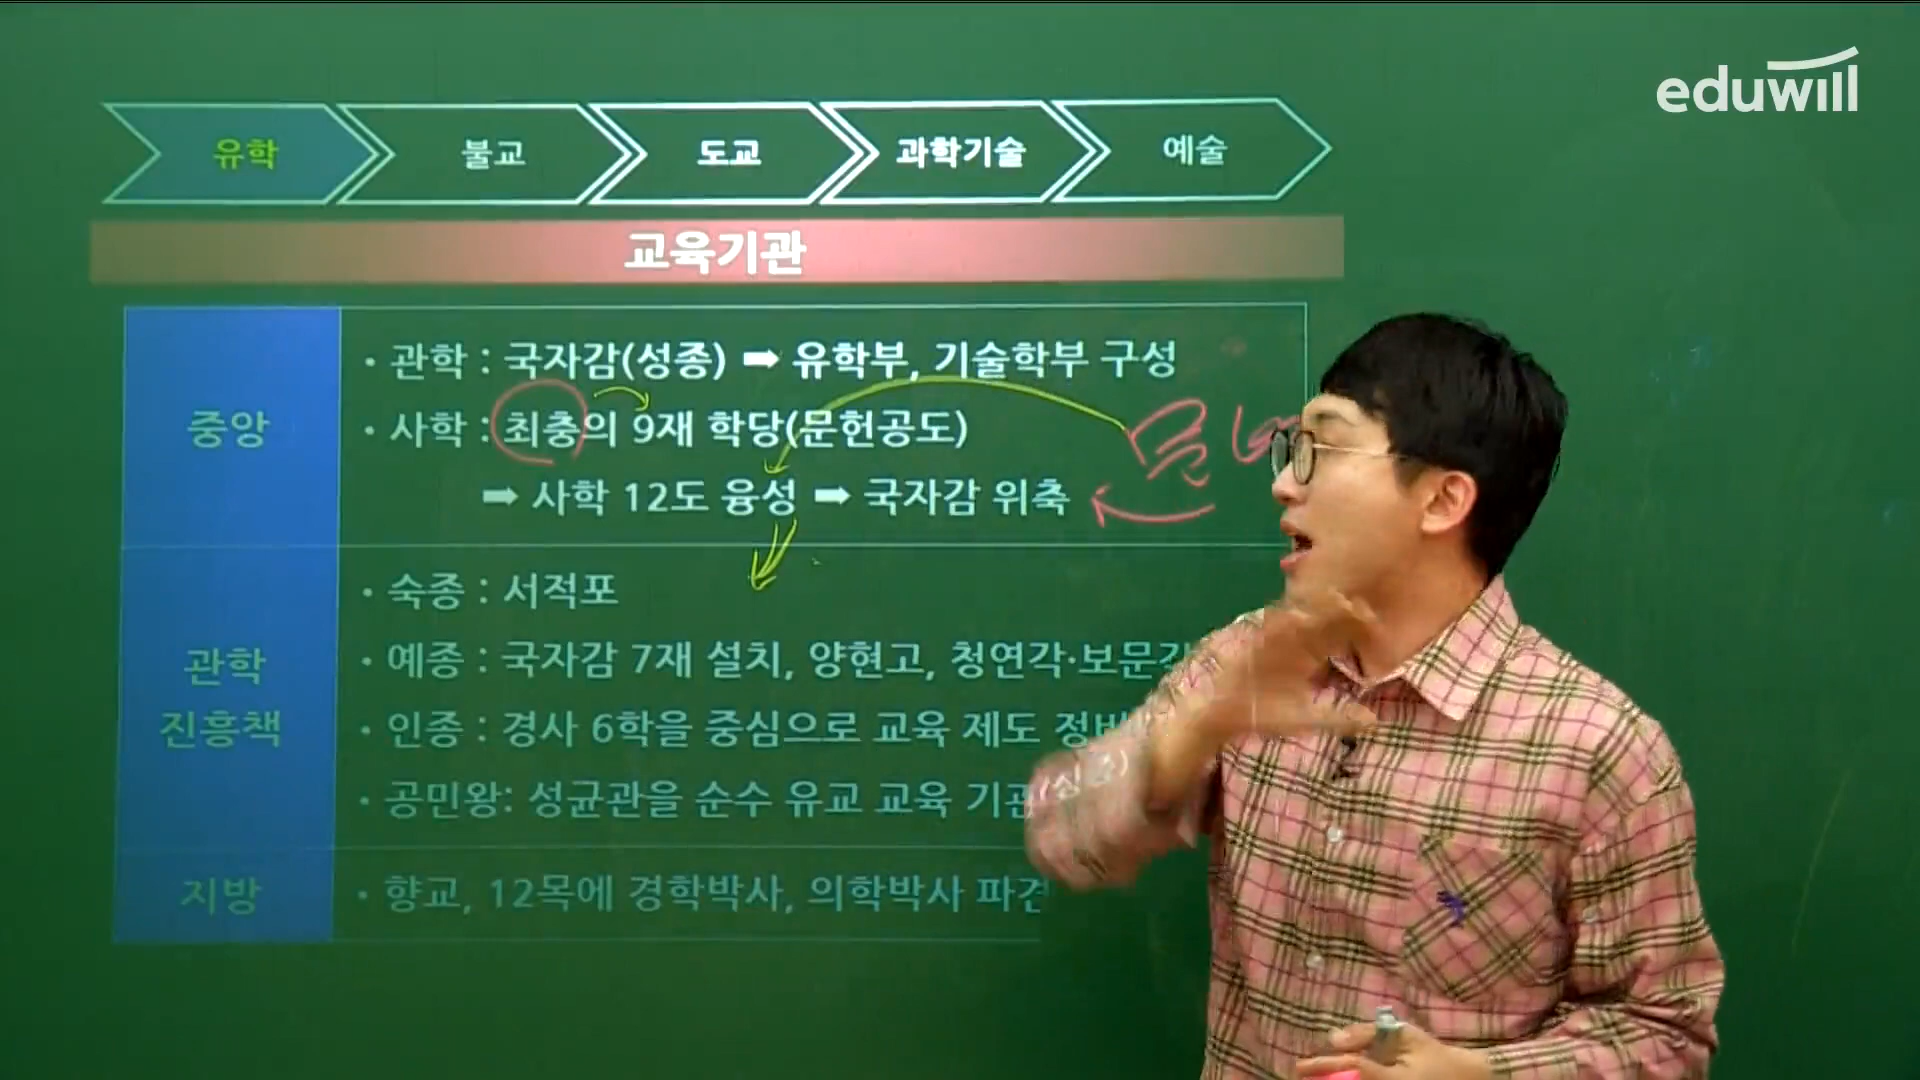 eduwill
유학 불교 도교 과학기술 예술
교육기관
중앙
• 관학 : 국자감(성종) ➡ 유학부, 기술학부 구성
• 사학 : 최충의 9재 학당(문헌공도)
➡ 사학 12도 융성 ➡ 국자감 위축
문
관학
진흥책
• 숙종 : 서적포
• 예종 : 국자감 7재 설치, 양현고, 청연각·보문각
• 인종 : 경사 6학을 중심으로 교육 제도 정비
• 공민왕: 성균관을 순수 유교 교육 기관
지방
• 향교, 12목에 경학박사, 의학박사 파견